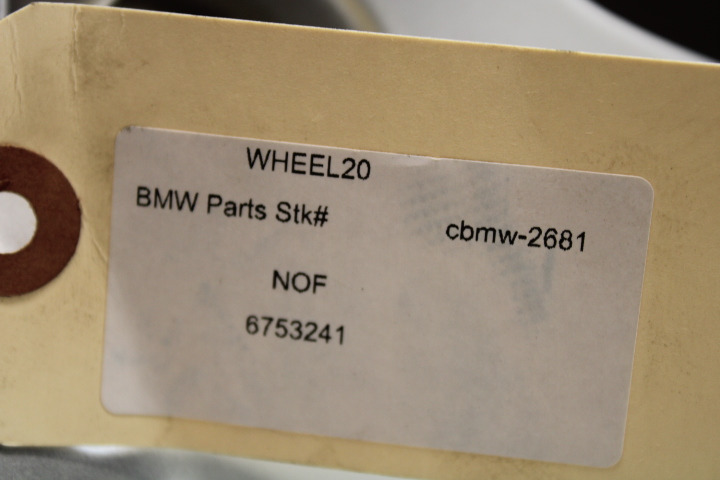 WHEEL20
BMW Parts Stk# cbmw-2681
NOF
6753241